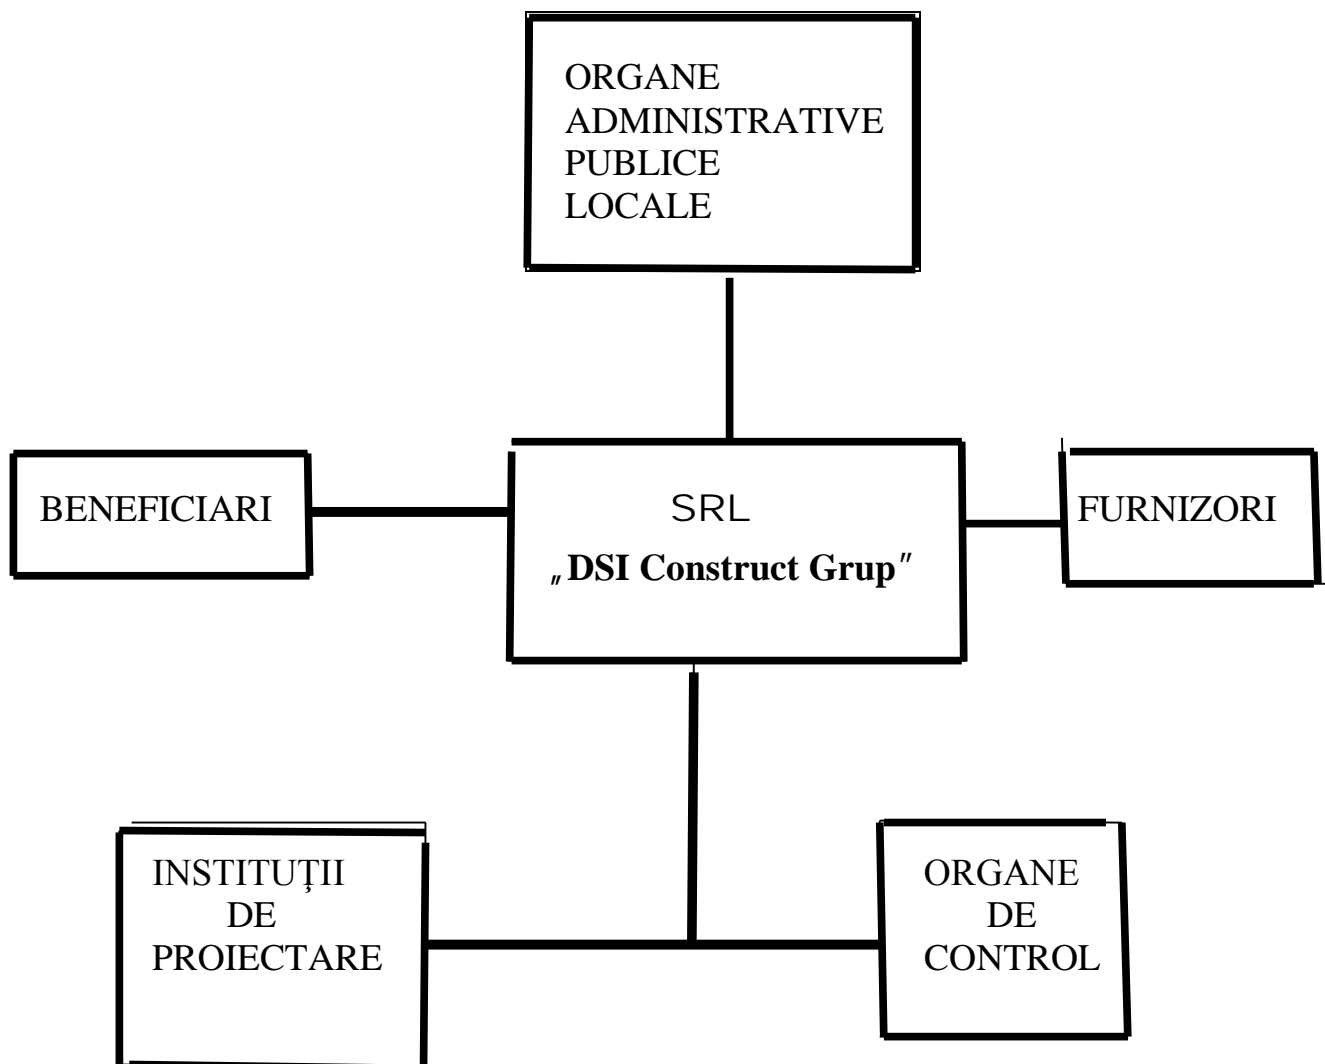 ORGANE
ADMINISTRATIVE
PUBLICE
LOCALE
BENEFICIARI
SRL
„DSI Construct Grup″
FURNIZORI
INSTITUŢII
DE
PROIECTARE
ORGANE
DE
CONTROL